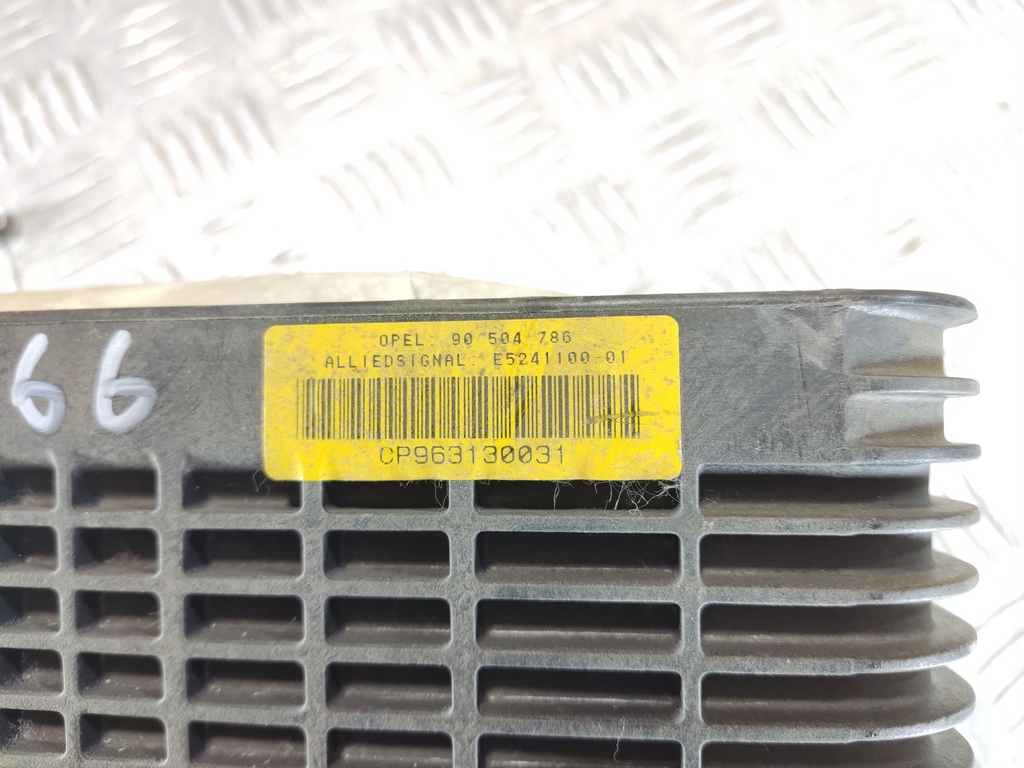 66
OPEL: 90 504 786
ALLIEDSIGNAL: E5241100-01
CP963130031